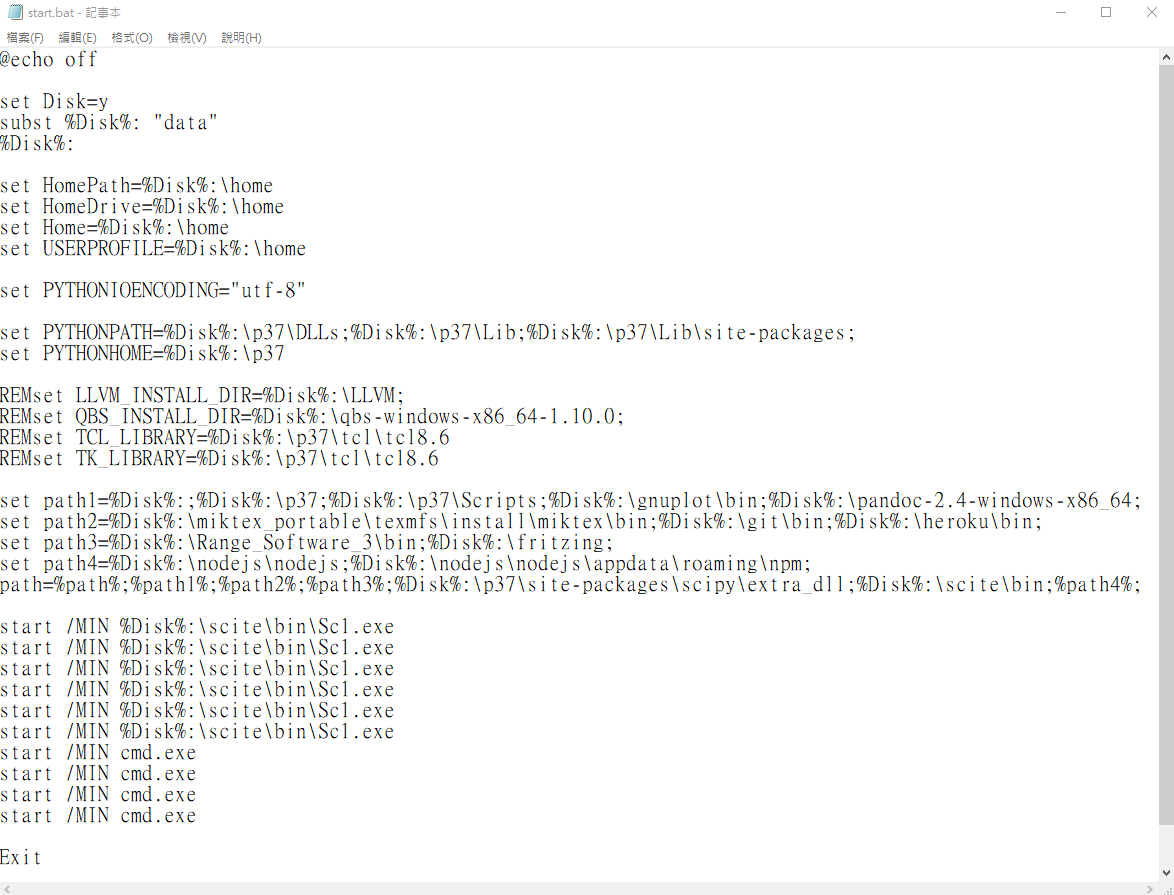 start.bat - 記事本
檔案(F) 編輯(E) 格式(O) 檢視(V) 說明(H)
@echo off
set Disk=y
subst %Disk%: "data"
%Disk%:
set HomePath=%Disk%:\home
set HomeDrive=%Disk%:\home
set Home=%Disk%:\home
set USERPROFILE=%Disk%:\home
set PYTHONIOENCODING="utf-8"
set PYTHONPATH=%Disk%:\p37\DLLs;%Disk%:\p37\Lib;%Disk%:\p37\Lib\site-packages;
set PYTHONHOME=%Disk%:\p37
REMset LLVM_INSTALL_DIR=%Disk%:\LLVM;
REMset QBS_INSTALL_DIR=%Disk%:\qbs-windows-x86_64-1.10.0;
REMset TCL_LIBRARY=%Disk%:\p37\tcl\tcl8.6
REMset TK_LIBRARY=%Disk%:\p37\tcl\tcl8.6
set path1=%Disk%:;%Disk%:\p37;%Disk%:\p37\Scripts;%Disk%:\gnuplot\bin;%Disk%:\pandoc-2.4-windows-x86_64;
set path2=%Disk%:\miktex_portable\texmfs\install\miktex\bin;%Disk%:\git\bin;%Disk%:\heroku\bin;
set path3=%Disk%:\Range_Software_3\bin;%Disk%:\fritzing;
set path4=%Disk%:\nodejs\nodejs;%Disk%:\nodejs\nodejs\appdata\roaming\npm;
path=%path%;%path1%;%path2%;%path3%;%Disk%:\p37\site-packages\scipy\extra_dll;%Disk%:\scite\bin;%path4%;
start /MIN %Disk%:\scite\bin\Sc1.exe
start /MIN %Disk%:\scite\bin\Sc1.exe
start /MIN %Disk%:\scite\bin\Sc1.exe
start /MIN %Disk%:\scite\bin\Sc1.exe
start /MIN %Disk%:\scite\bin\Sc1.exe
start /MIN %Disk%:\scite\bin\Sc1.exe
start /MIN cmd.exe
start /MIN cmd.exe
start /MIN cmd.exe
start /MIN cmd.exe
Exit